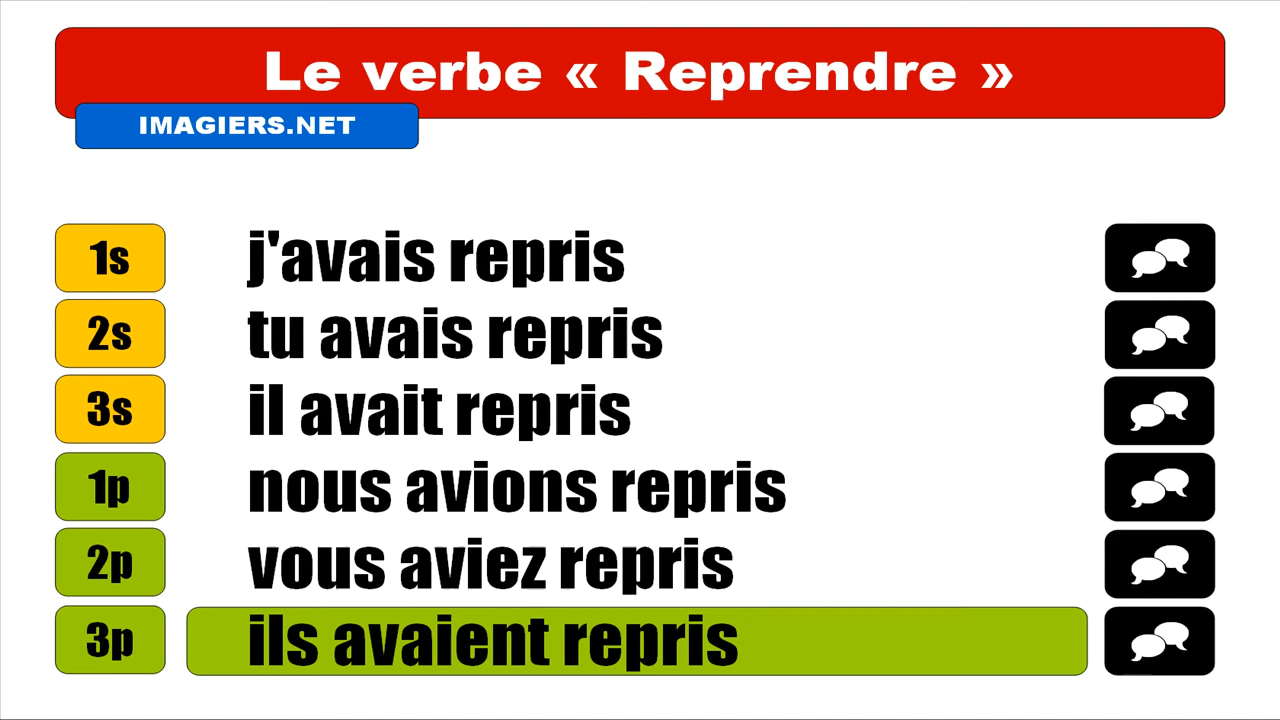 Le verbe « Reprendre »
IMAGIERS.NET
1s j'avais repris
2s tu avais repris
3s il avait repris
1p nous avions repris
2p vous aviez repris
3p ils avaient repris